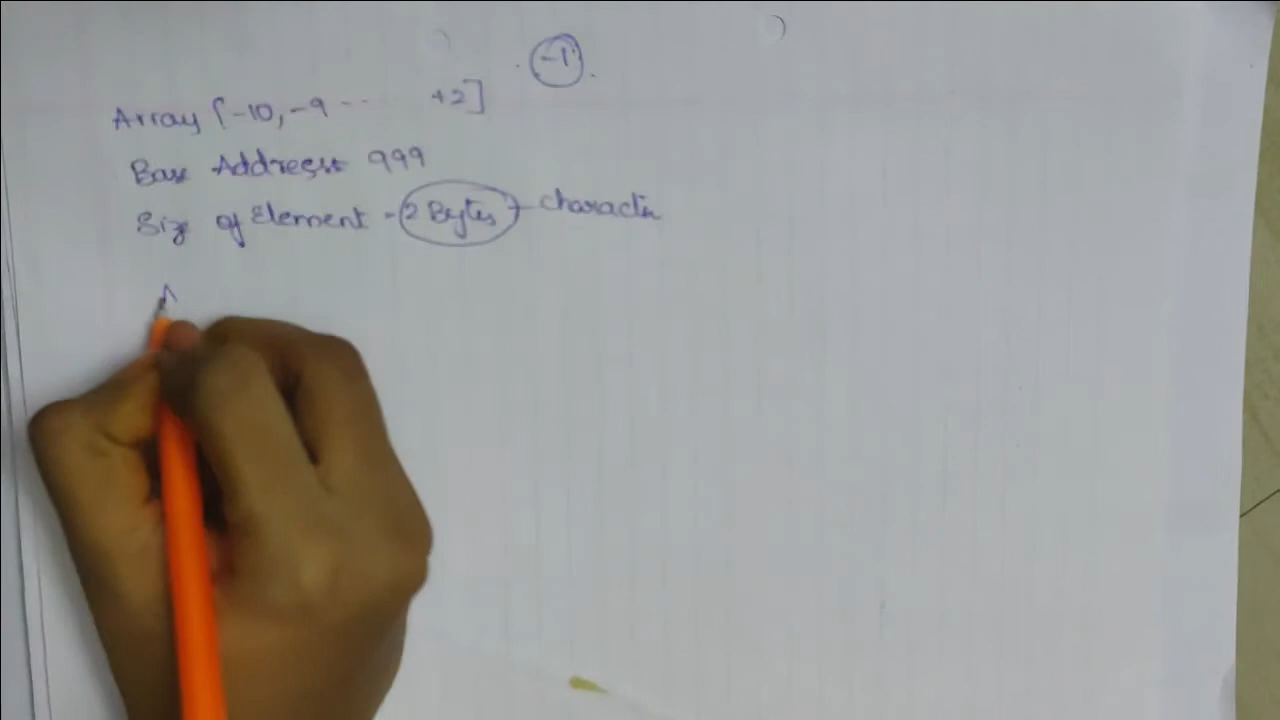 -1
Array [-10, -9 ... +2]
Base Address 999
Size of Element - 2 Bytes - character
A